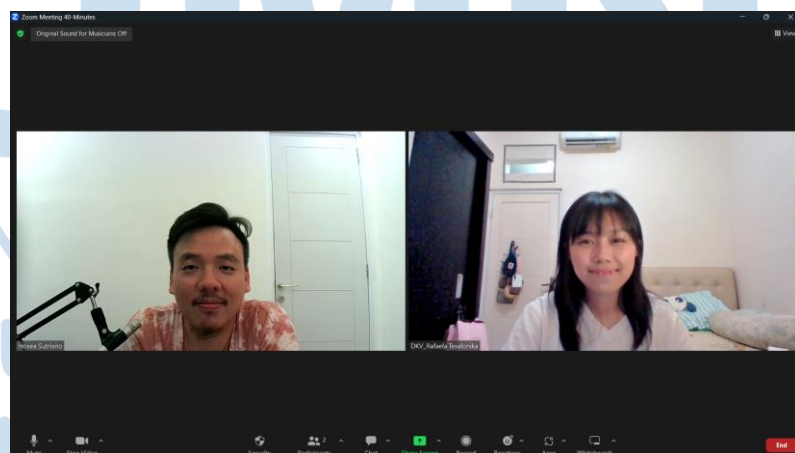 Zoom Meeting 40-Minutes
Original Sound for Musicians: Off
View
Hosea Sutrisno
DKV_Rafaela Tesalonika
Mute
Stop Video
Security
Participants
2
Chat
Share Screen
Record
Reactions
Apps
Whiteboards
End